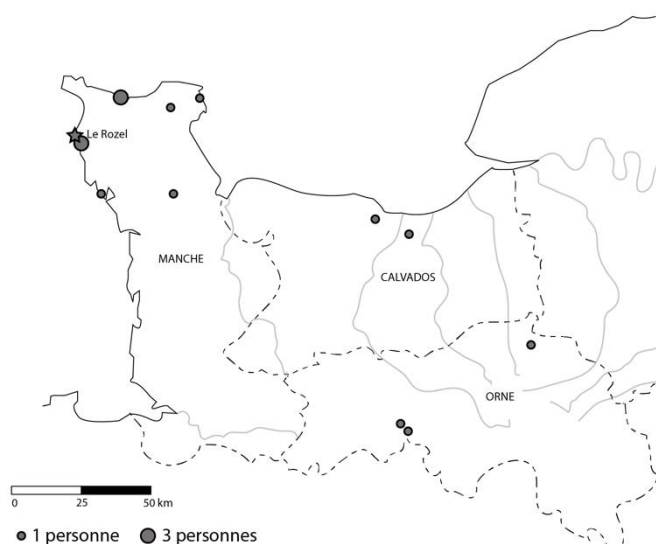 Le Rozel
MANCHE
CALVADOS
ORNE
0 25 50 km
1 personne 3 personnes